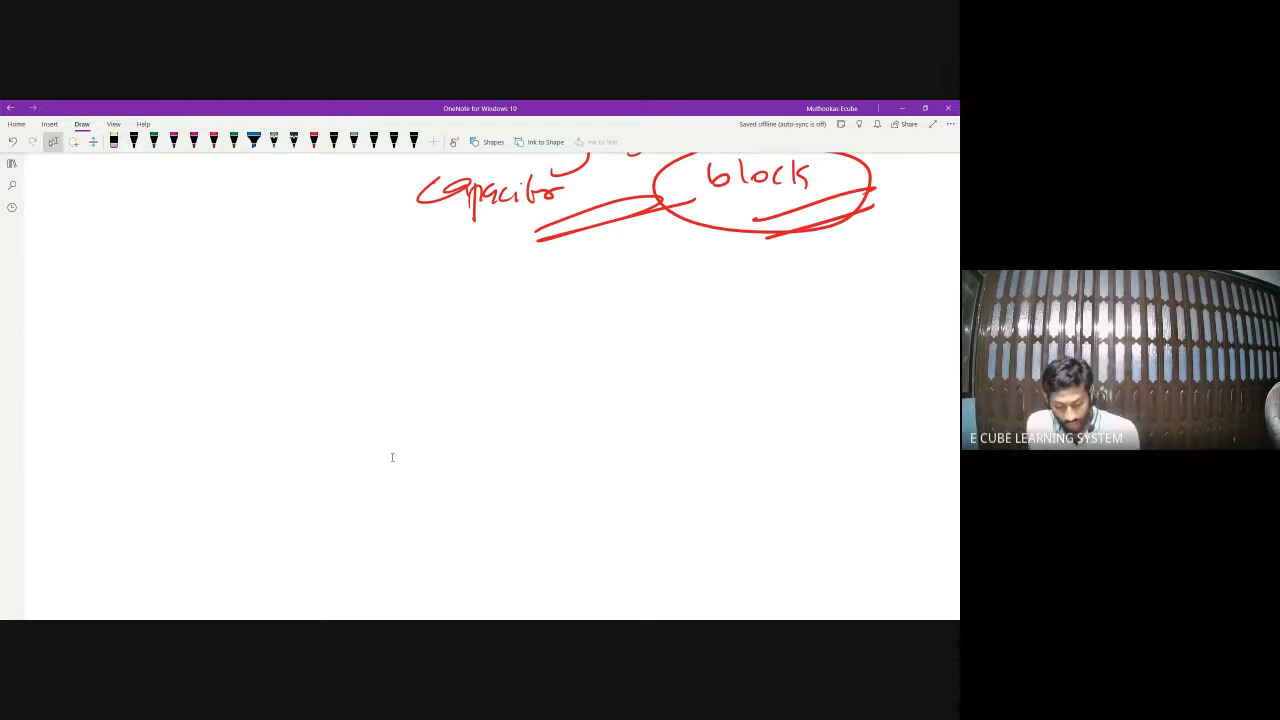 OneNote for Windows 10
Muthookas Ecube
Home Insert Draw View Help
Saved offline (auto-sync is off)
Share
Shapes
Ink to Shape
Ink to Text
block
capacitor
E CUBE LEARNING SYSTEM